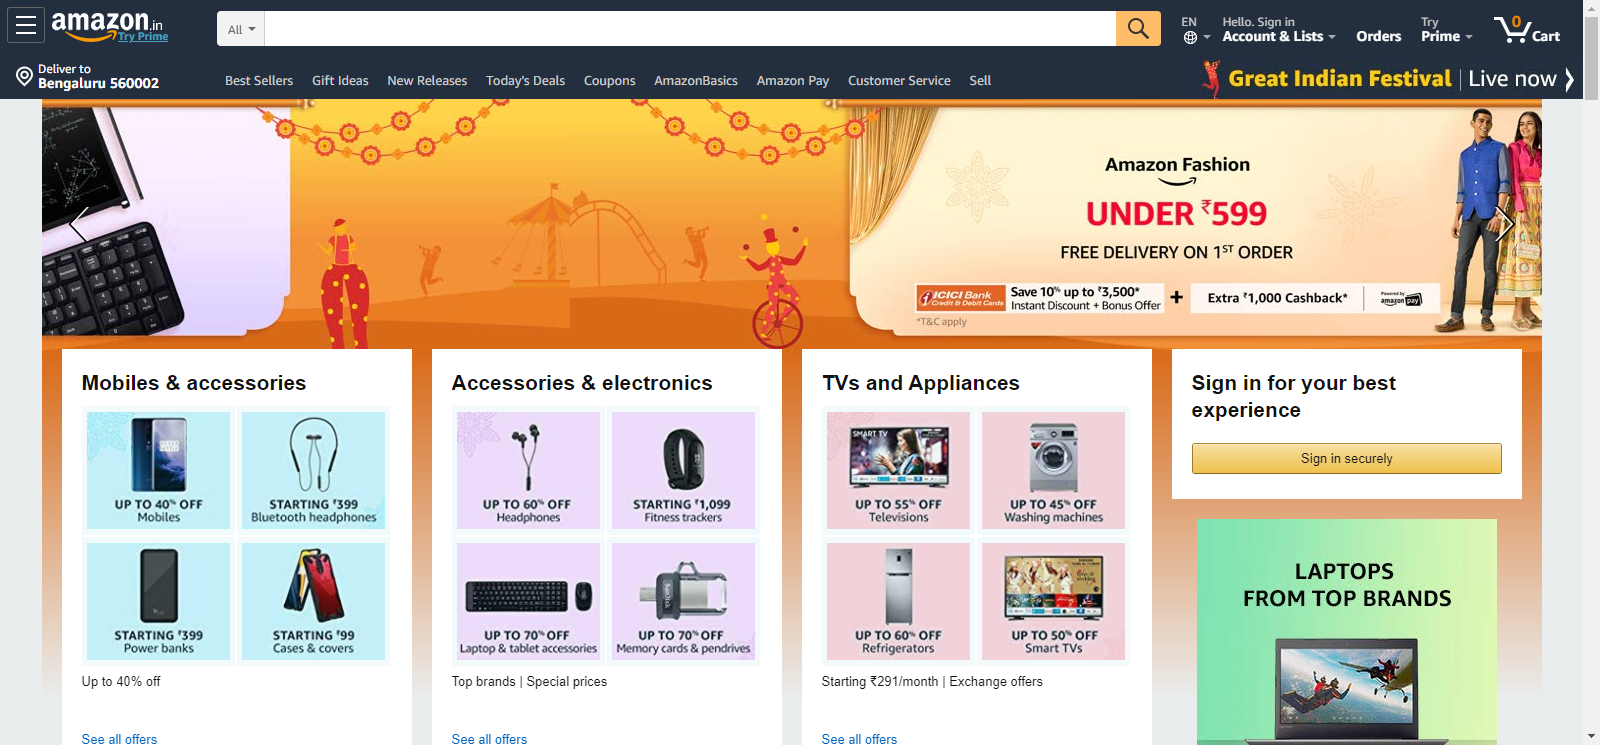 amazon.in
Try Prime
All
EN
Hello. Sign in
Account & Lists
Orders
Try
Prime
0
Cart
Deliver to
Bengaluru 560002
Best Sellers
Gift Ideas
New Releases
Today's Deals
Coupons
AmazonBasics
Amazon Pay
Customer Service
Sell
Great Indian Festival | Live now
Amazon Fashion
UNDER ₹599
FREE DELIVERY ON 1ST ORDER
ICICI Bank
Credit & Debit Cards
Save 10% up to ₹3,500*
Instant Discount + Bonus Offer
+
Extra ₹1,000 Cashback*
Powered by
amazon pay
*T&C apply
Mobiles & accessories
UP TO 40% OFF
Mobiles
STARTING ₹399
Bluetooth headphones
STARTING ₹399
Power banks
STARTING ₹99
Cases & covers
Up to 40% off
See all offers
Accessories & electronics
UP TO 60% OFF
Headphones
STARTING ₹1,099
Fitness trackers
UP TO 70% OFF
Laptop & tablet accessories
SanDisk
UP TO 70% OFF
Memory cards & pendrives
Top brands | Special prices
See all offers
TVs and Appliances
SMART TV
UP TO 55% OFF
Televisions
UP TO 45% OFF
Washing machines
UP TO 60% OFF
Refrigerators
UP TO 50% OFF
Smart TVs
Starting ₹291/month | Exchange offers
See all offers
Sign in for your best
experience
Sign in securely
LAPTOPS
FROM TOP BRANDS